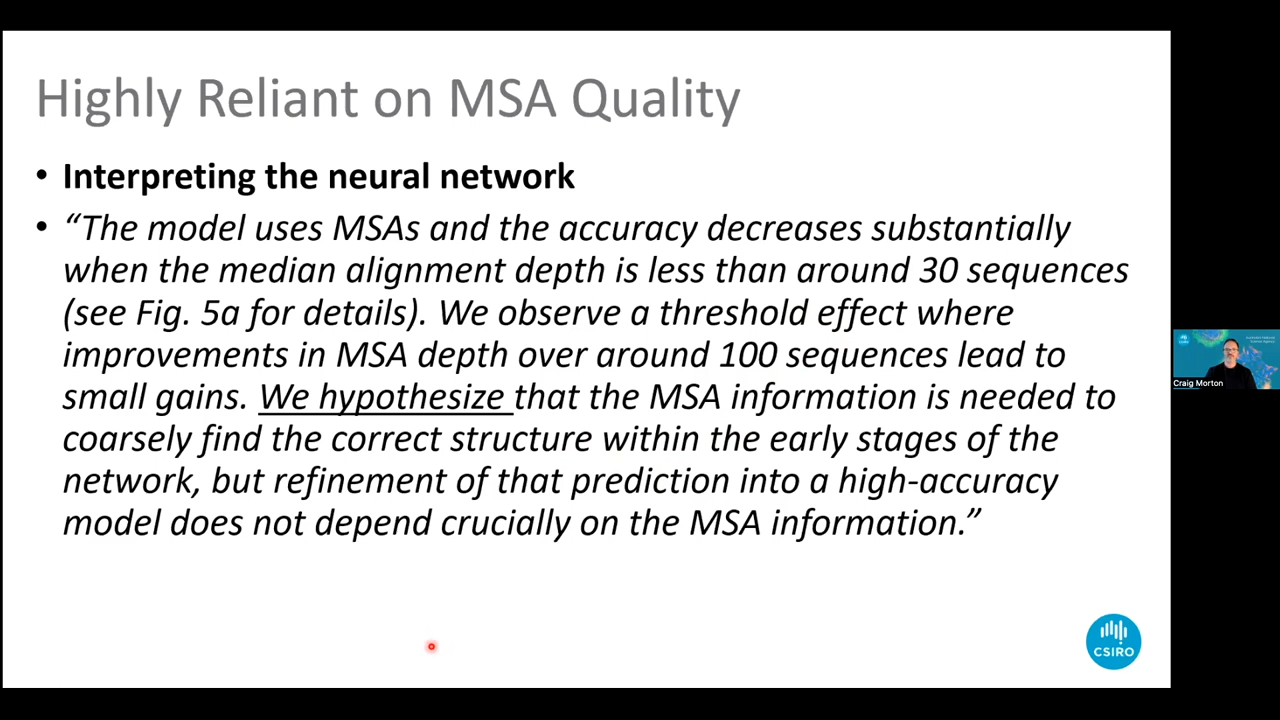 Highly Reliant on MSA Quality
• Interpreting the neural network
• “The model uses MSAs and the accuracy decreases substantially
when the median alignment depth is less than around 30 sequences
(see Fig. 5a for details). We observe a threshold effect where
improvements in MSA depth over around 100 sequences lead to
small gains. We hypothesize that the MSA information is needed to
coarsely find the correct structure within the early stages of the
network, but refinement of that prediction into a high-accuracy
model does not depend crucially on the MSA information.”
Craig Morton
CSIRO